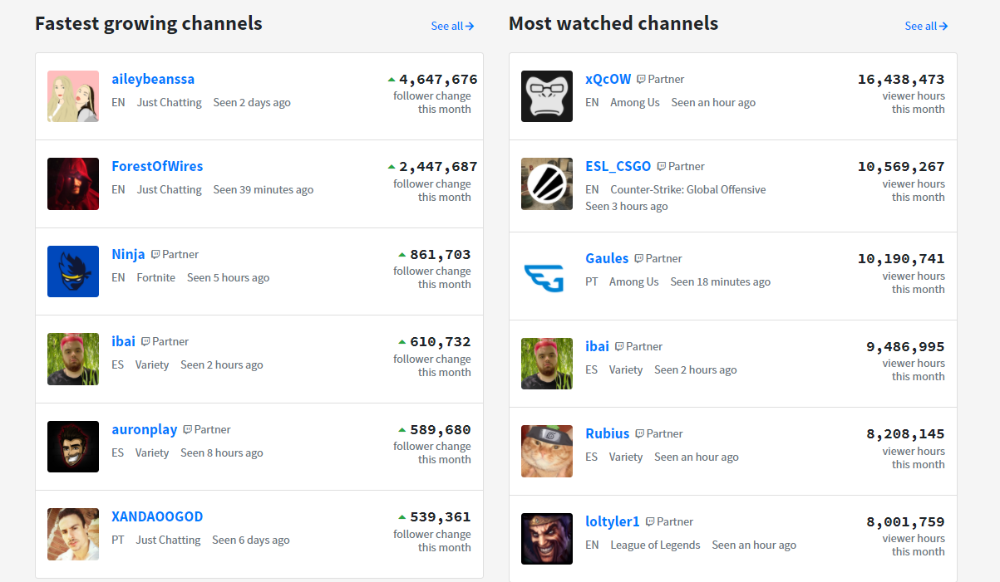 Fastest growing channels
See all→
aileybeanssa
4,647,676
EN Just Chatting Seen 2 days ago
follower change
this month
ForestOfWires
2,447,687
EN Just Chatting Seen 39 minutes ago
follower change
this month
Ninja Partner
861,703
EN Fortnite Seen 5 hours ago
follower change
this month
ibai Partner
610,732
ES Variety Seen 2 hours ago
follower change
this month
auronplay Partner
589,680
ES Variety Seen 8 hours ago
follower change
this month
XANDAOOGOD
539,361
PT Just Chatting Seen 6 days ago
follower change
this month
Most watched channels
See all→
xQcOW Partner
16,438,473
EN Among Us Seen an hour ago
viewer hours
this month
ESL_CSGO Partner
10,569,267
EN Counter-Strike: Global Offensive
Seen 3 hours ago
viewer hours
this month
Gaules Partner
10,190,741
PT Among Us Seen 18 minutes ago
viewer hours
this month
ibai Partner
9,486,995
ES Variety Seen 2 hours ago
viewer hours
this month
Rubius Partner
8,208,145
ES Variety Seen an hour ago
viewer hours
this month
loltyler1 Partner
8,001,759
EN League of Legends Seen an hour ago
viewer hours
this month